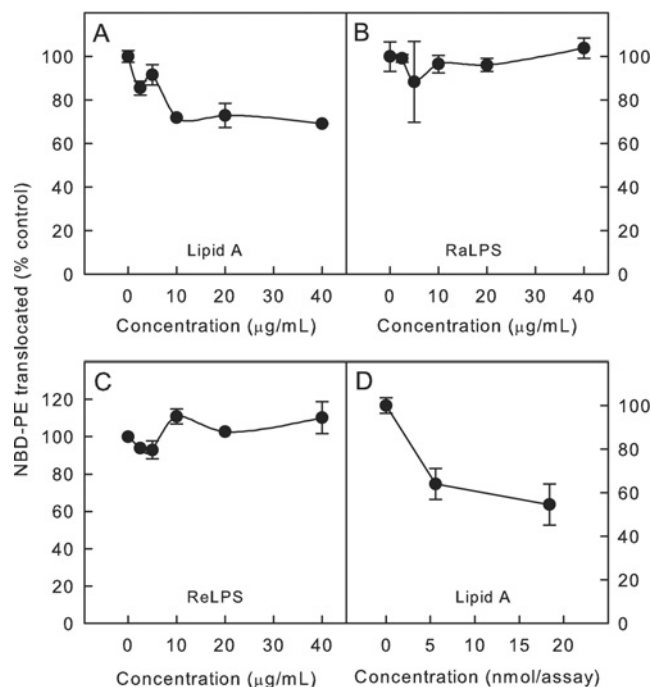 A
B
100
80
60
40
20
0
Lipid A
RaLPS
100
80
60
40
20
0
0 10 20 30 40
0 10 20 30 40
Concentration (μg/mL)
Concentration (μg/mL)
NBD-PE translocated (% control)
C
D
120
100
80
60
40
20
0
ReLPS
Lipid A
100
80
60
40
20
0
0 10 20 30 40
0 5 10 15 20
Concentration (μg/mL)
Concentration (nmol/assay)